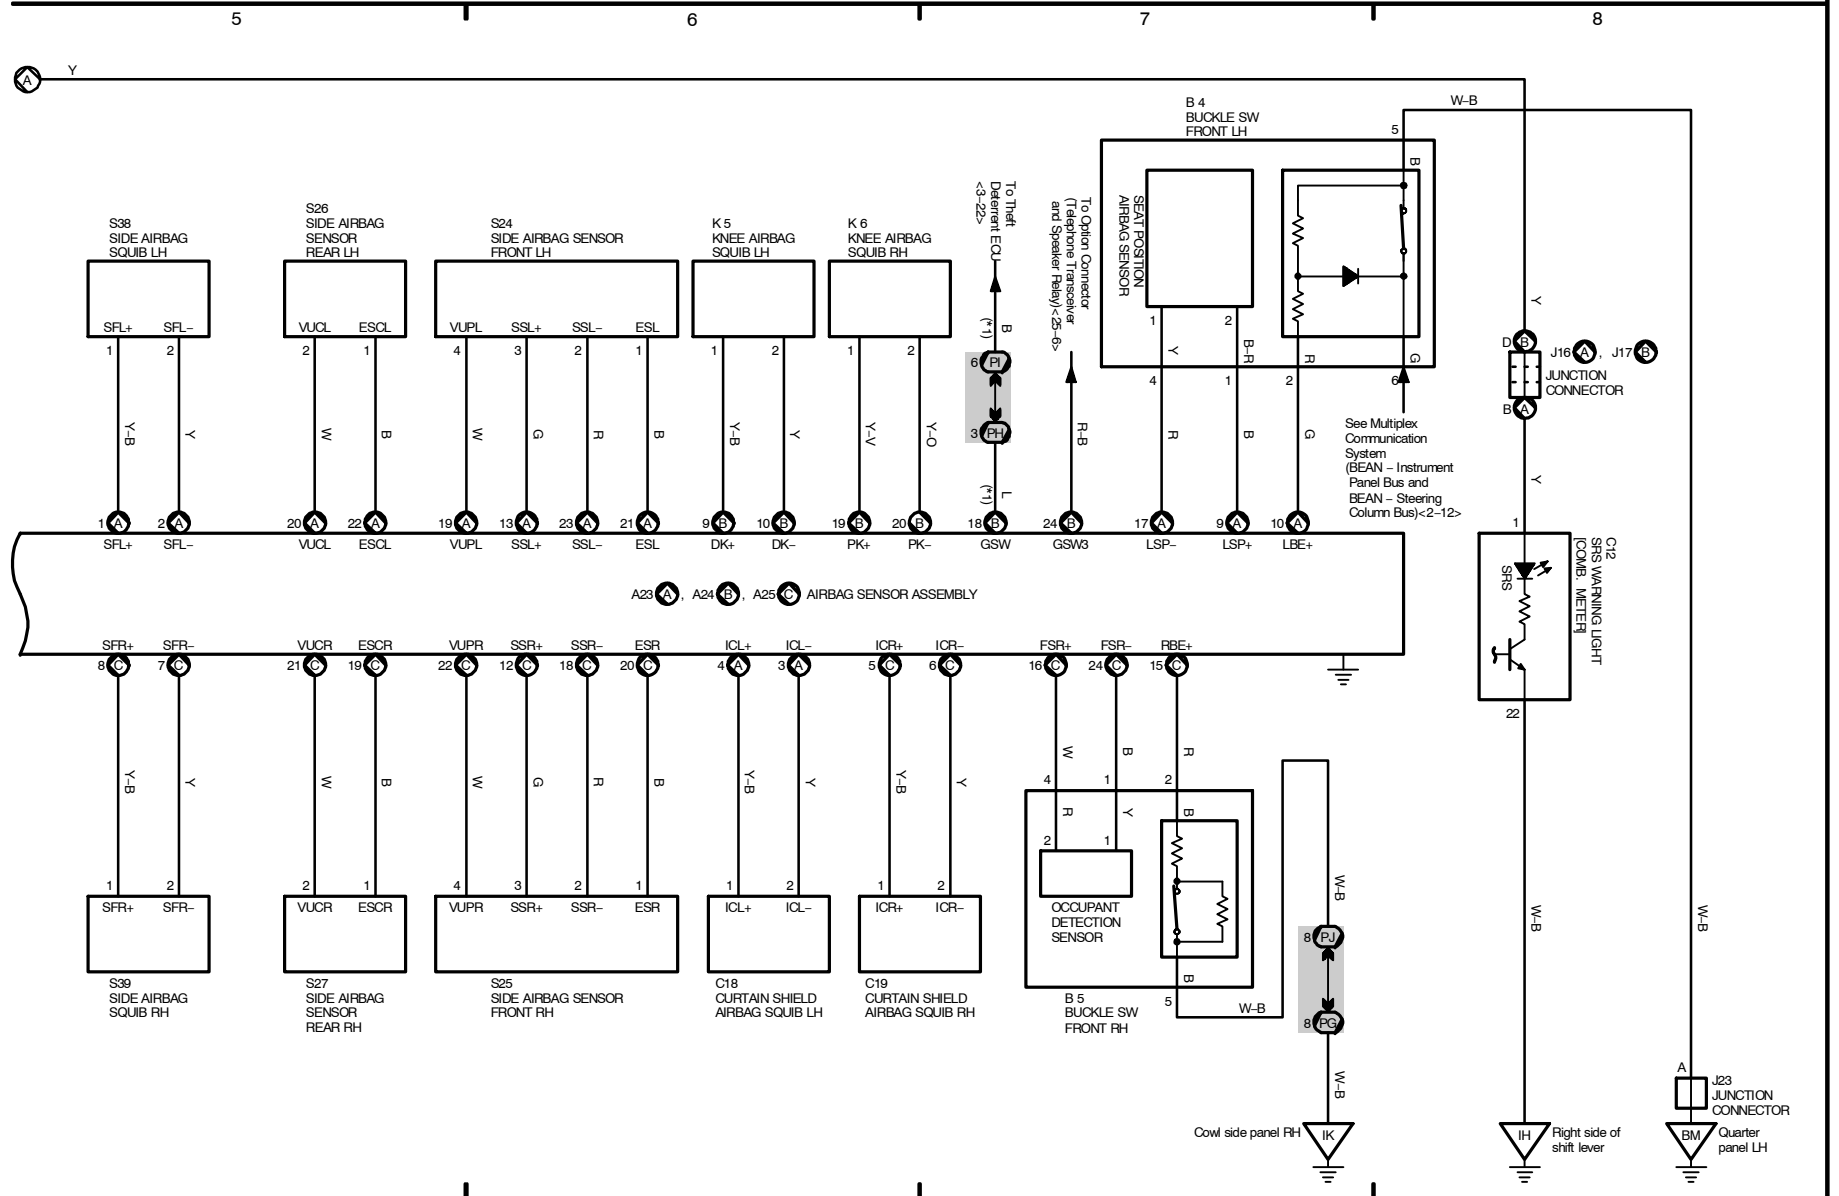 5 6 7 8
A Y
W–B
B 4
BUCKLE SW
FRONT LH
5
B
SEAT POSITION
AIRBAG SENSOR
1 2
Y B–R R G
4 1 2 6
To Theft
Deterrent ECU
<3–22>
To Option Connector
(Telephone Transceiver
and Speaker Relay)<25–6>
S38
SIDE AIRBAG
SQUIB LH
S26
SIDE AIRBAG
SENSOR
REAR LH
S24
SIDE AIRBAG SENSOR
FRONT LH
K 5
KNEE AIRBAG
SQUIB LH
K 6
KNEE AIRBAG
SQUIB RH
SFL+ SFL– VUCL ESCL VUPL SSL+ SSL– ESL
1 2 2 1 4 3 2 1 1 2 1 2
B
(*1)
6 PI
3 PH
L
(*1)
Y
D B
J16 A , J17 B
JUNCTION
CONNECTOR
B A
Y
See Multiplex
Communication
System
(BEAN – Instrument
Panel Bus and
BEAN – Steering
Column Bus)<2–12>
Y–B Y W B W G R B Y–B Y Y–V Y–O R–B R B G
1 A 2 A 20 A 22 A 19 A 13 A 23 A 21 A 9 B 10 B 19 B 20 B 18 B 24 B 17 A 9 A 10 A
SFL+ SFL– VUCL ESCL VUPL SSL+ SSL– ESL DK+ DK– PK+ PK– GSW GSW3 LSP– LSP+ LBE+
1
SRS
C12
SRS WARNING LIGHT
[COMB. METER]
22
A23 A , A24 B , A25 C AIRBAG SENSOR ASSEMBLY
SFR+ SFR– VUCR ESCR VUPR SSR+ SSR– ESR ICL+ ICL– ICR+ ICR– FSR+ FSR– RBE+
8 C 7 C 21 C 19 C 22 C 12 C 18 C 20 C 4 A 3 A 5 C 6 C 16 C 24 C 15 C
Y–B Y W B W G R B Y–B Y Y–B Y W B R
4 1 2
R Y B
2 1
OCCUPANT
DETECTION
SENSOR
B
5
B 5
BUCKLE SW
FRONT RH
W–B
1 2 2 1 4 3 2 1 1 2 1 2
SFR+ SFR– VUCR ESCR VUPR SSR+ SSR– ESR ICL+ ICL– ICR+ ICR–
S39
SIDE AIRBAG
SQUIB RH
S27
SIDE AIRBAG
SENSOR
REAR RH
S25
SIDE AIRBAG SENSOR
FRONT RH
C18
CURTAIN SHIELD
AIRBAG SQUIB LH
C19
CURTAIN SHIELD
AIRBAG SQUIB RH
W–B
8 PJ
8 PG
W–B
W–B
W–B
Cowl side panel RH IK
IH
Right side of
shift lever
A
J23
JUNCTION
CONNECTOR
BM
Quarter
panel LH